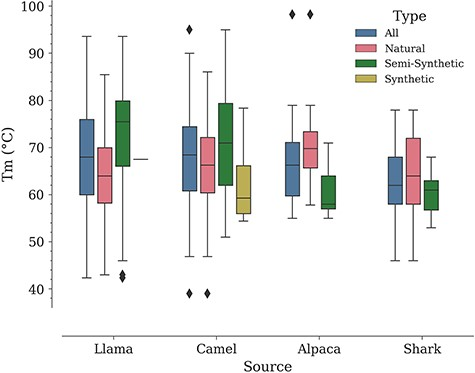 Type
All
Natural
Semi-Synthetic
Synthetic
Tm (°C)
100
90
80
70
60
50
40
Llama Camel Alpaca Shark
Source